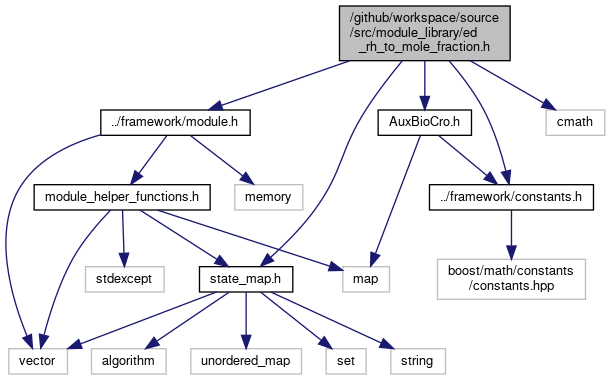 /github/workspace/source
/src/module_library/ed
_rh_to_mole_fraction.h
../framework/module.h
AuxBioCro.h
cmath
module_helper_functions.h
memory
../framework/constants.h
stdexcept
state_map.h
map
boost/math/constants
/constants.hpp
vector
algorithm
unordered_map
set
string